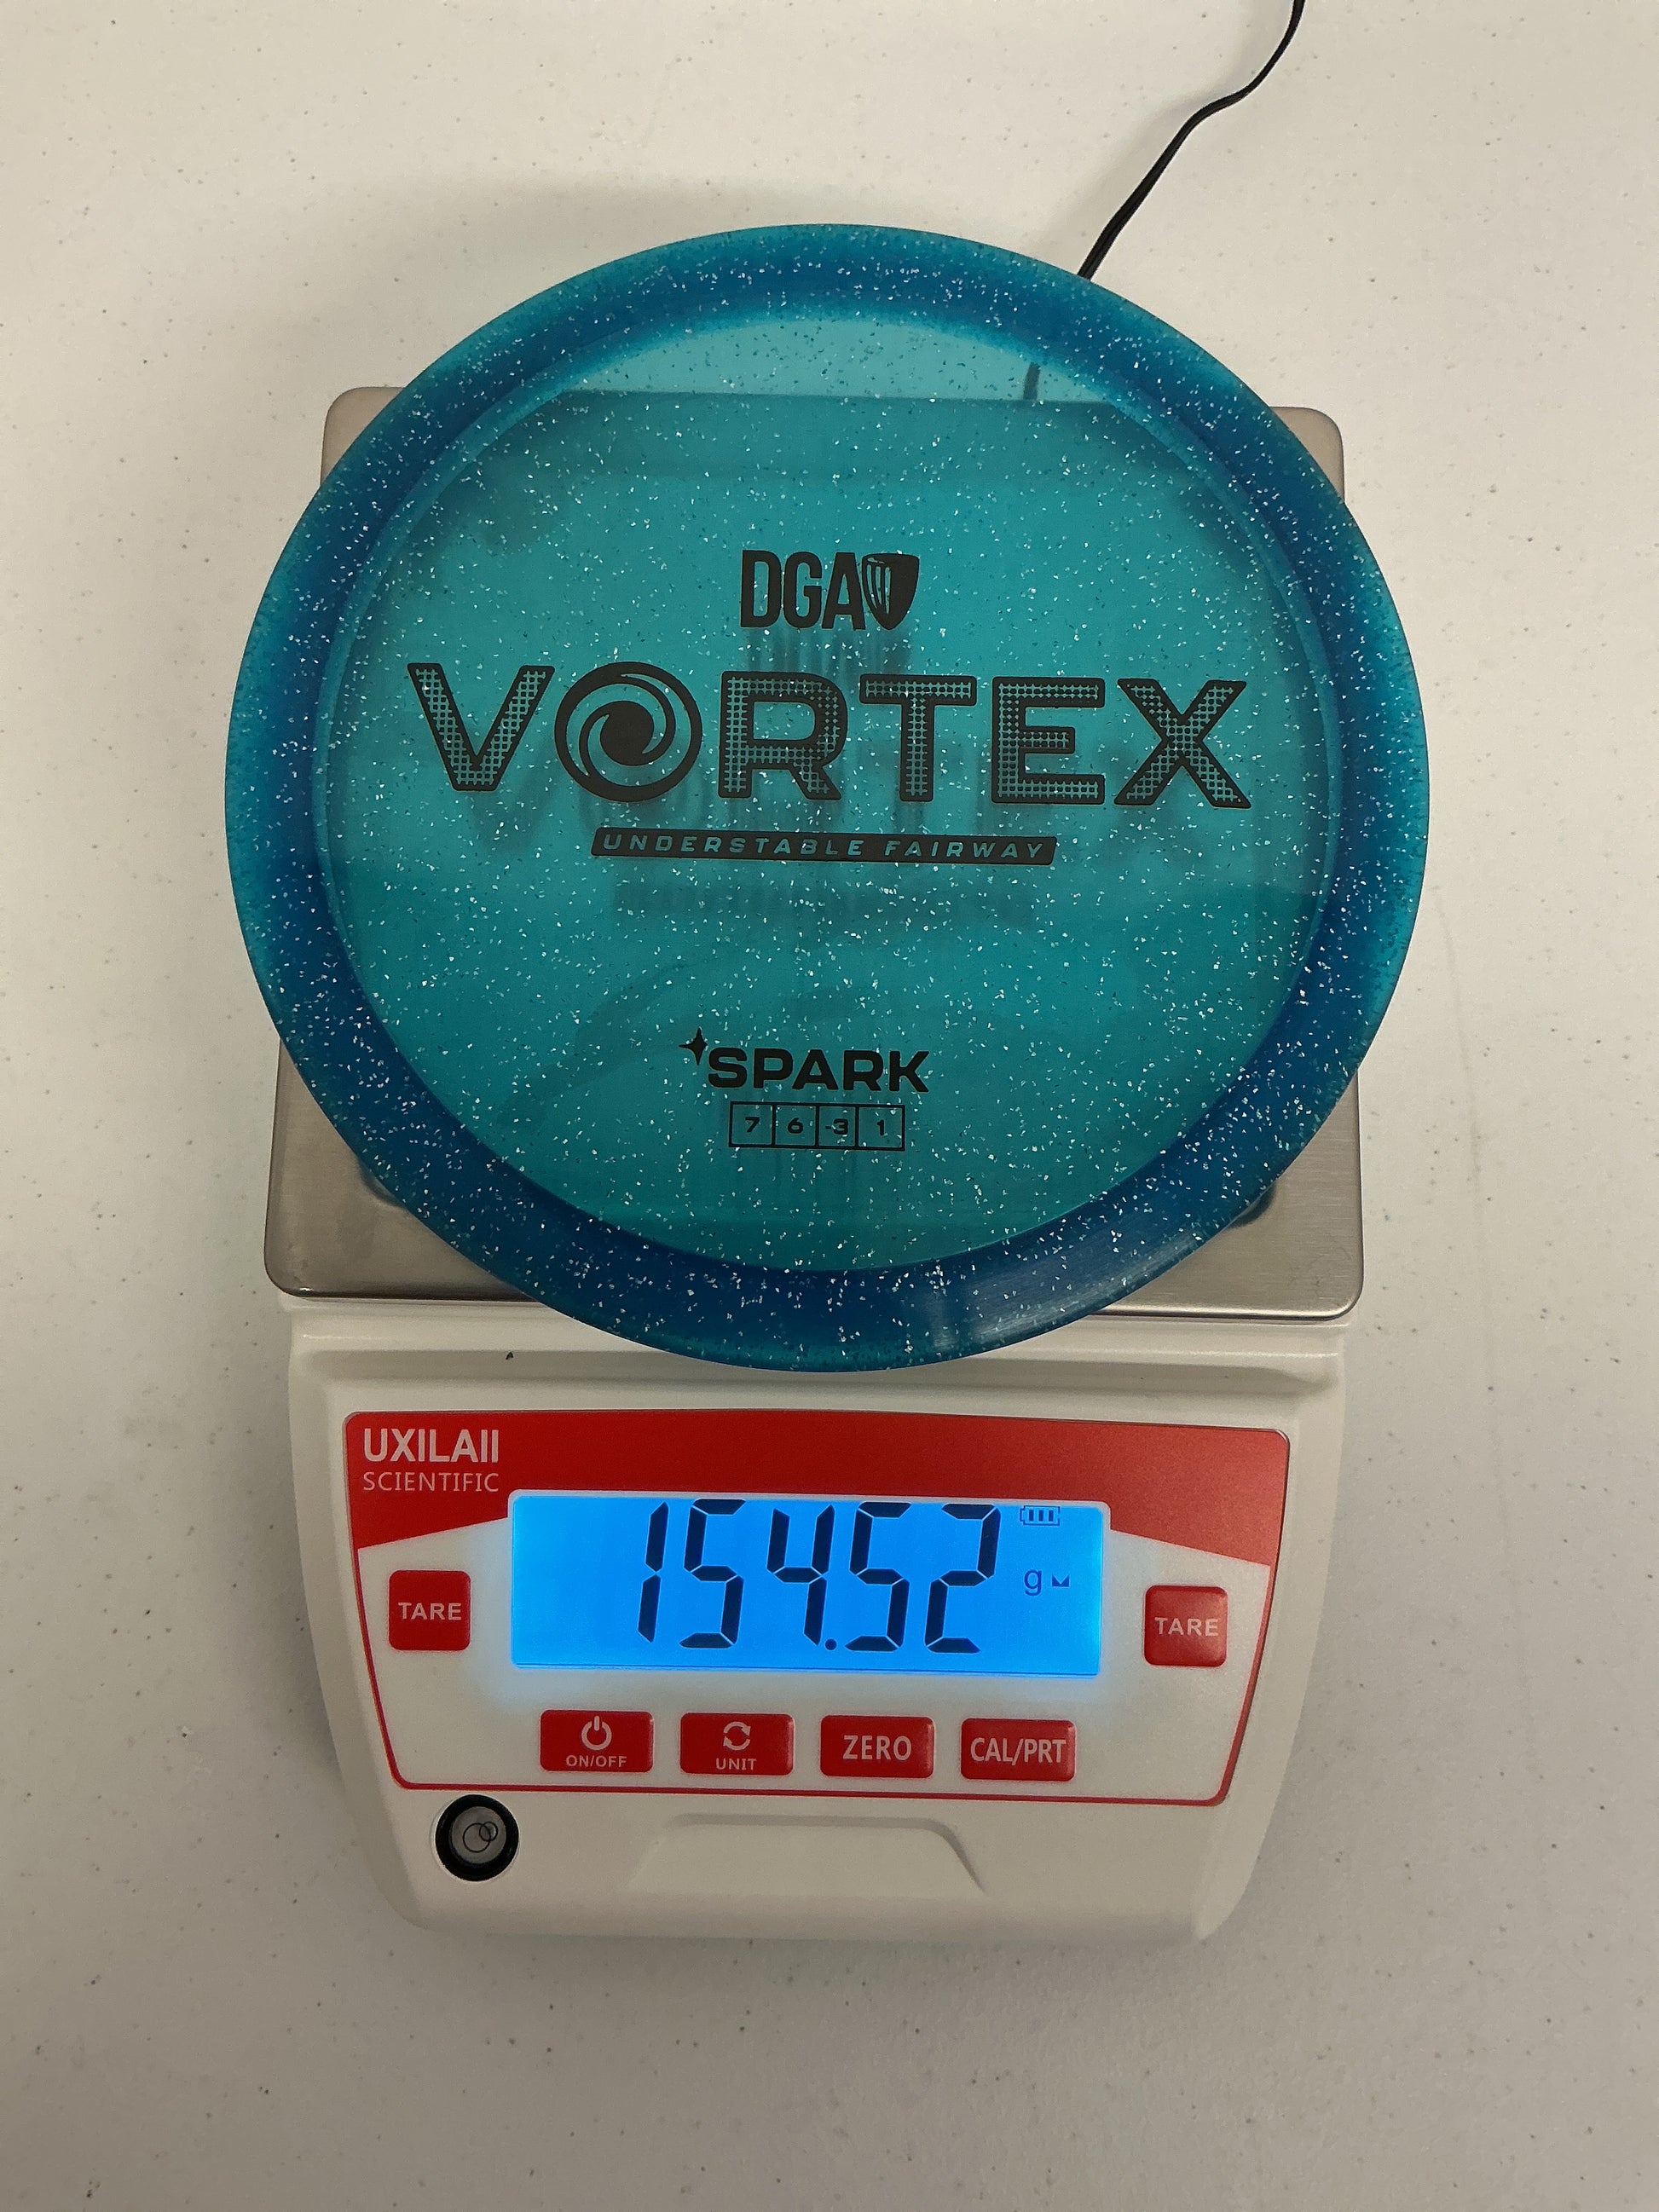 DGA
VORTEX
UNDERSTABLE FAIRWAY
SPARK
7 6 -3 1
UXILAII
SCIENTIFIC
154.52 g
TARE
TARE
ON/OFF
UNIT
ZERO
CAL/PRT